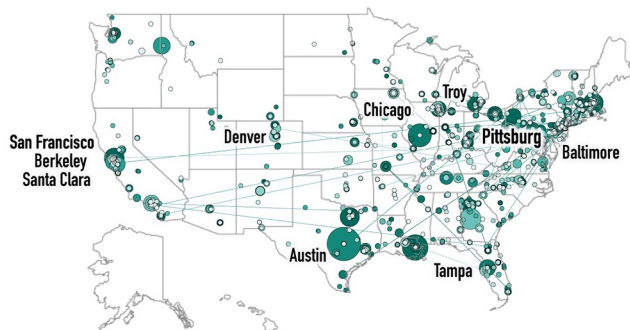 Troy
Chicago
San Francisco
Berkeley
Santa Clara
Denver
Pittsburg
Baltimore
Austin
Tampa